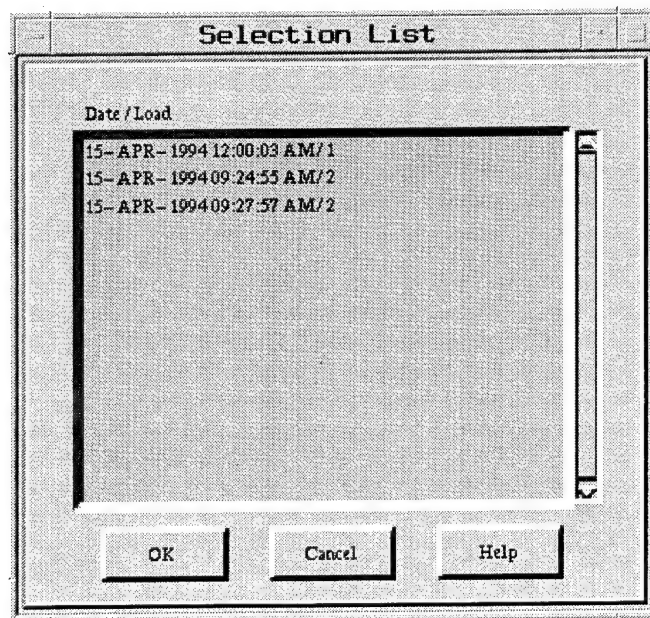 Selection List
Date / Load
15-APR-1994 12:00:03 AM/1
15-APR-1994 09:24:55 AM/2
15-APR-1994 09:27:57 AM/2
OK Cancel Help